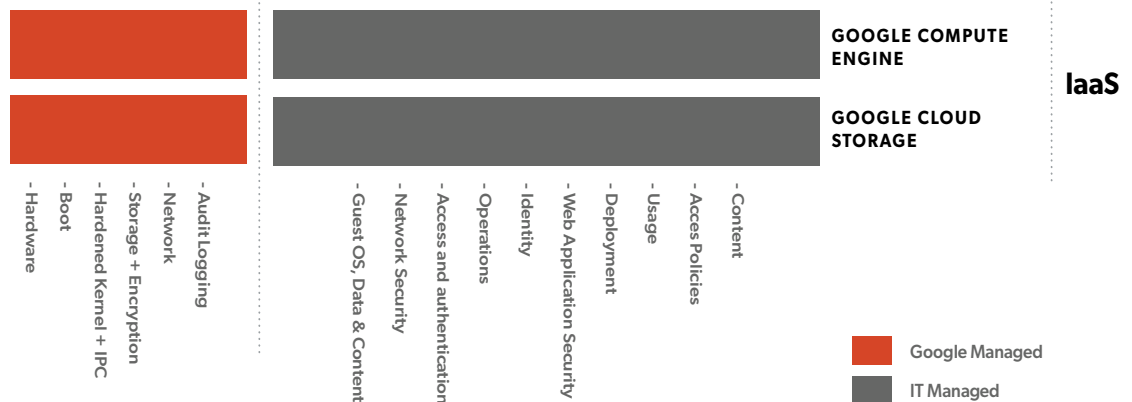 GOOGLE COMPUTE
ENGINE
IaaS
GOOGLE CLOUD
STORAGE
- Hardware
- Boot
- Hardened Kernel + IPC
- Storage + Encryption
- Network
- Audit Logging
- Guest OS, Data & Content
- Network Security
- Access and authentication
- Operations
- Identity
- Web Application Security
- Deployment
- Usage
- Acces Policies
- Content
Google Managed
IT Managed